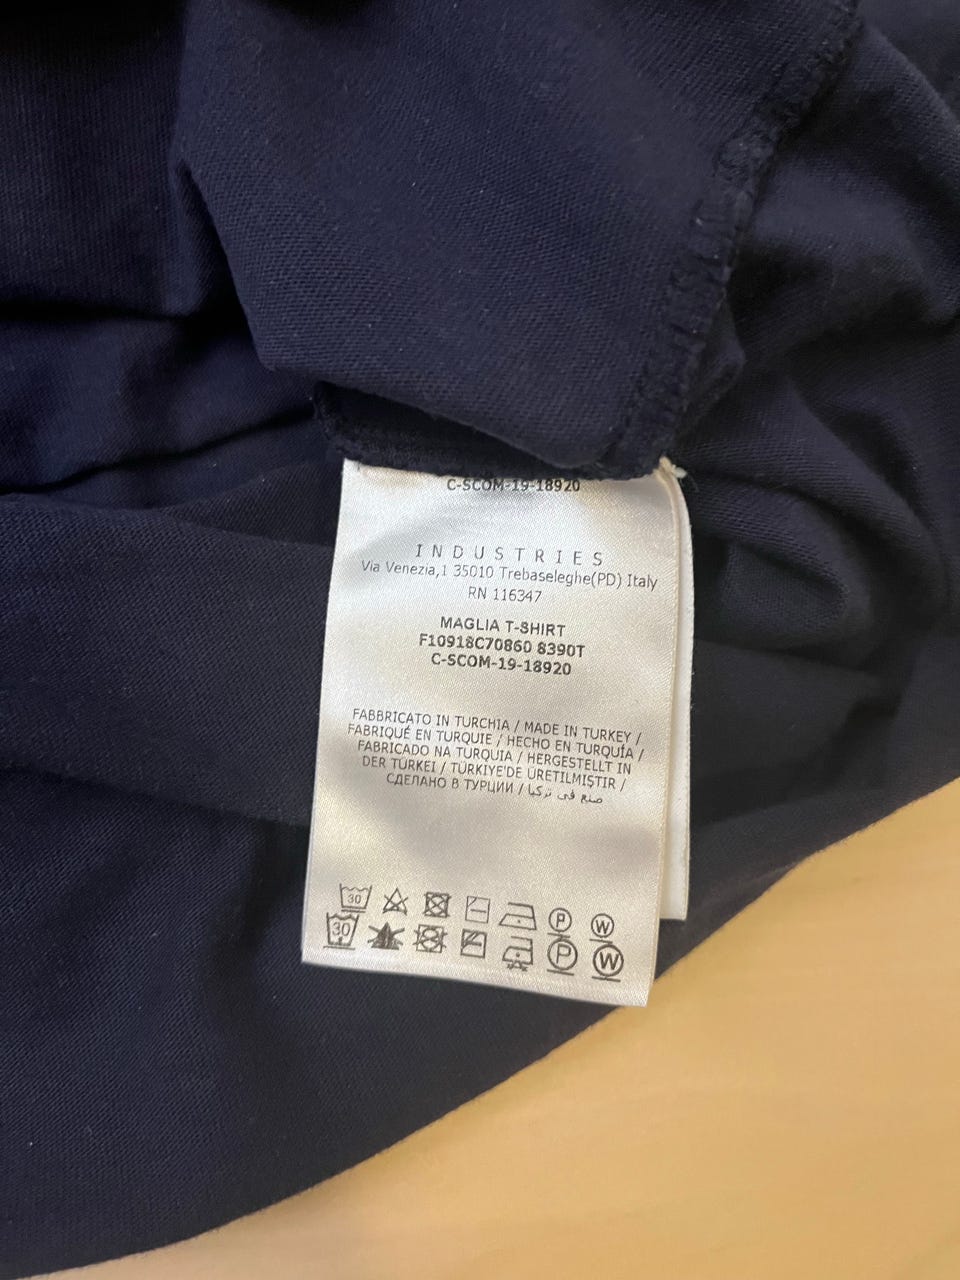 C-SCOM-19-18920
INDUSTRIES
Via Venezia,1 35010 Trebaseleghe(PD) Italy
RN 116347
MAGLIA T-SHIRT
F10918C70860 8390T
C-SCOM-19-18920
FABBRICATO IN TURCHIA / MADE IN TURKEY /
FABRIQUÉ EN TURQUIE / HECHO EN TURQUÍA /
FABRICADO NA TURQUIA / HERGESTELLT IN
DER TÜRKEI / TÜRKIYE'DE ÜRETILMIŞTIR /
СДЕЛАНО В ТУРЦИИ / صنع في تركيا
30 P W
30 P W